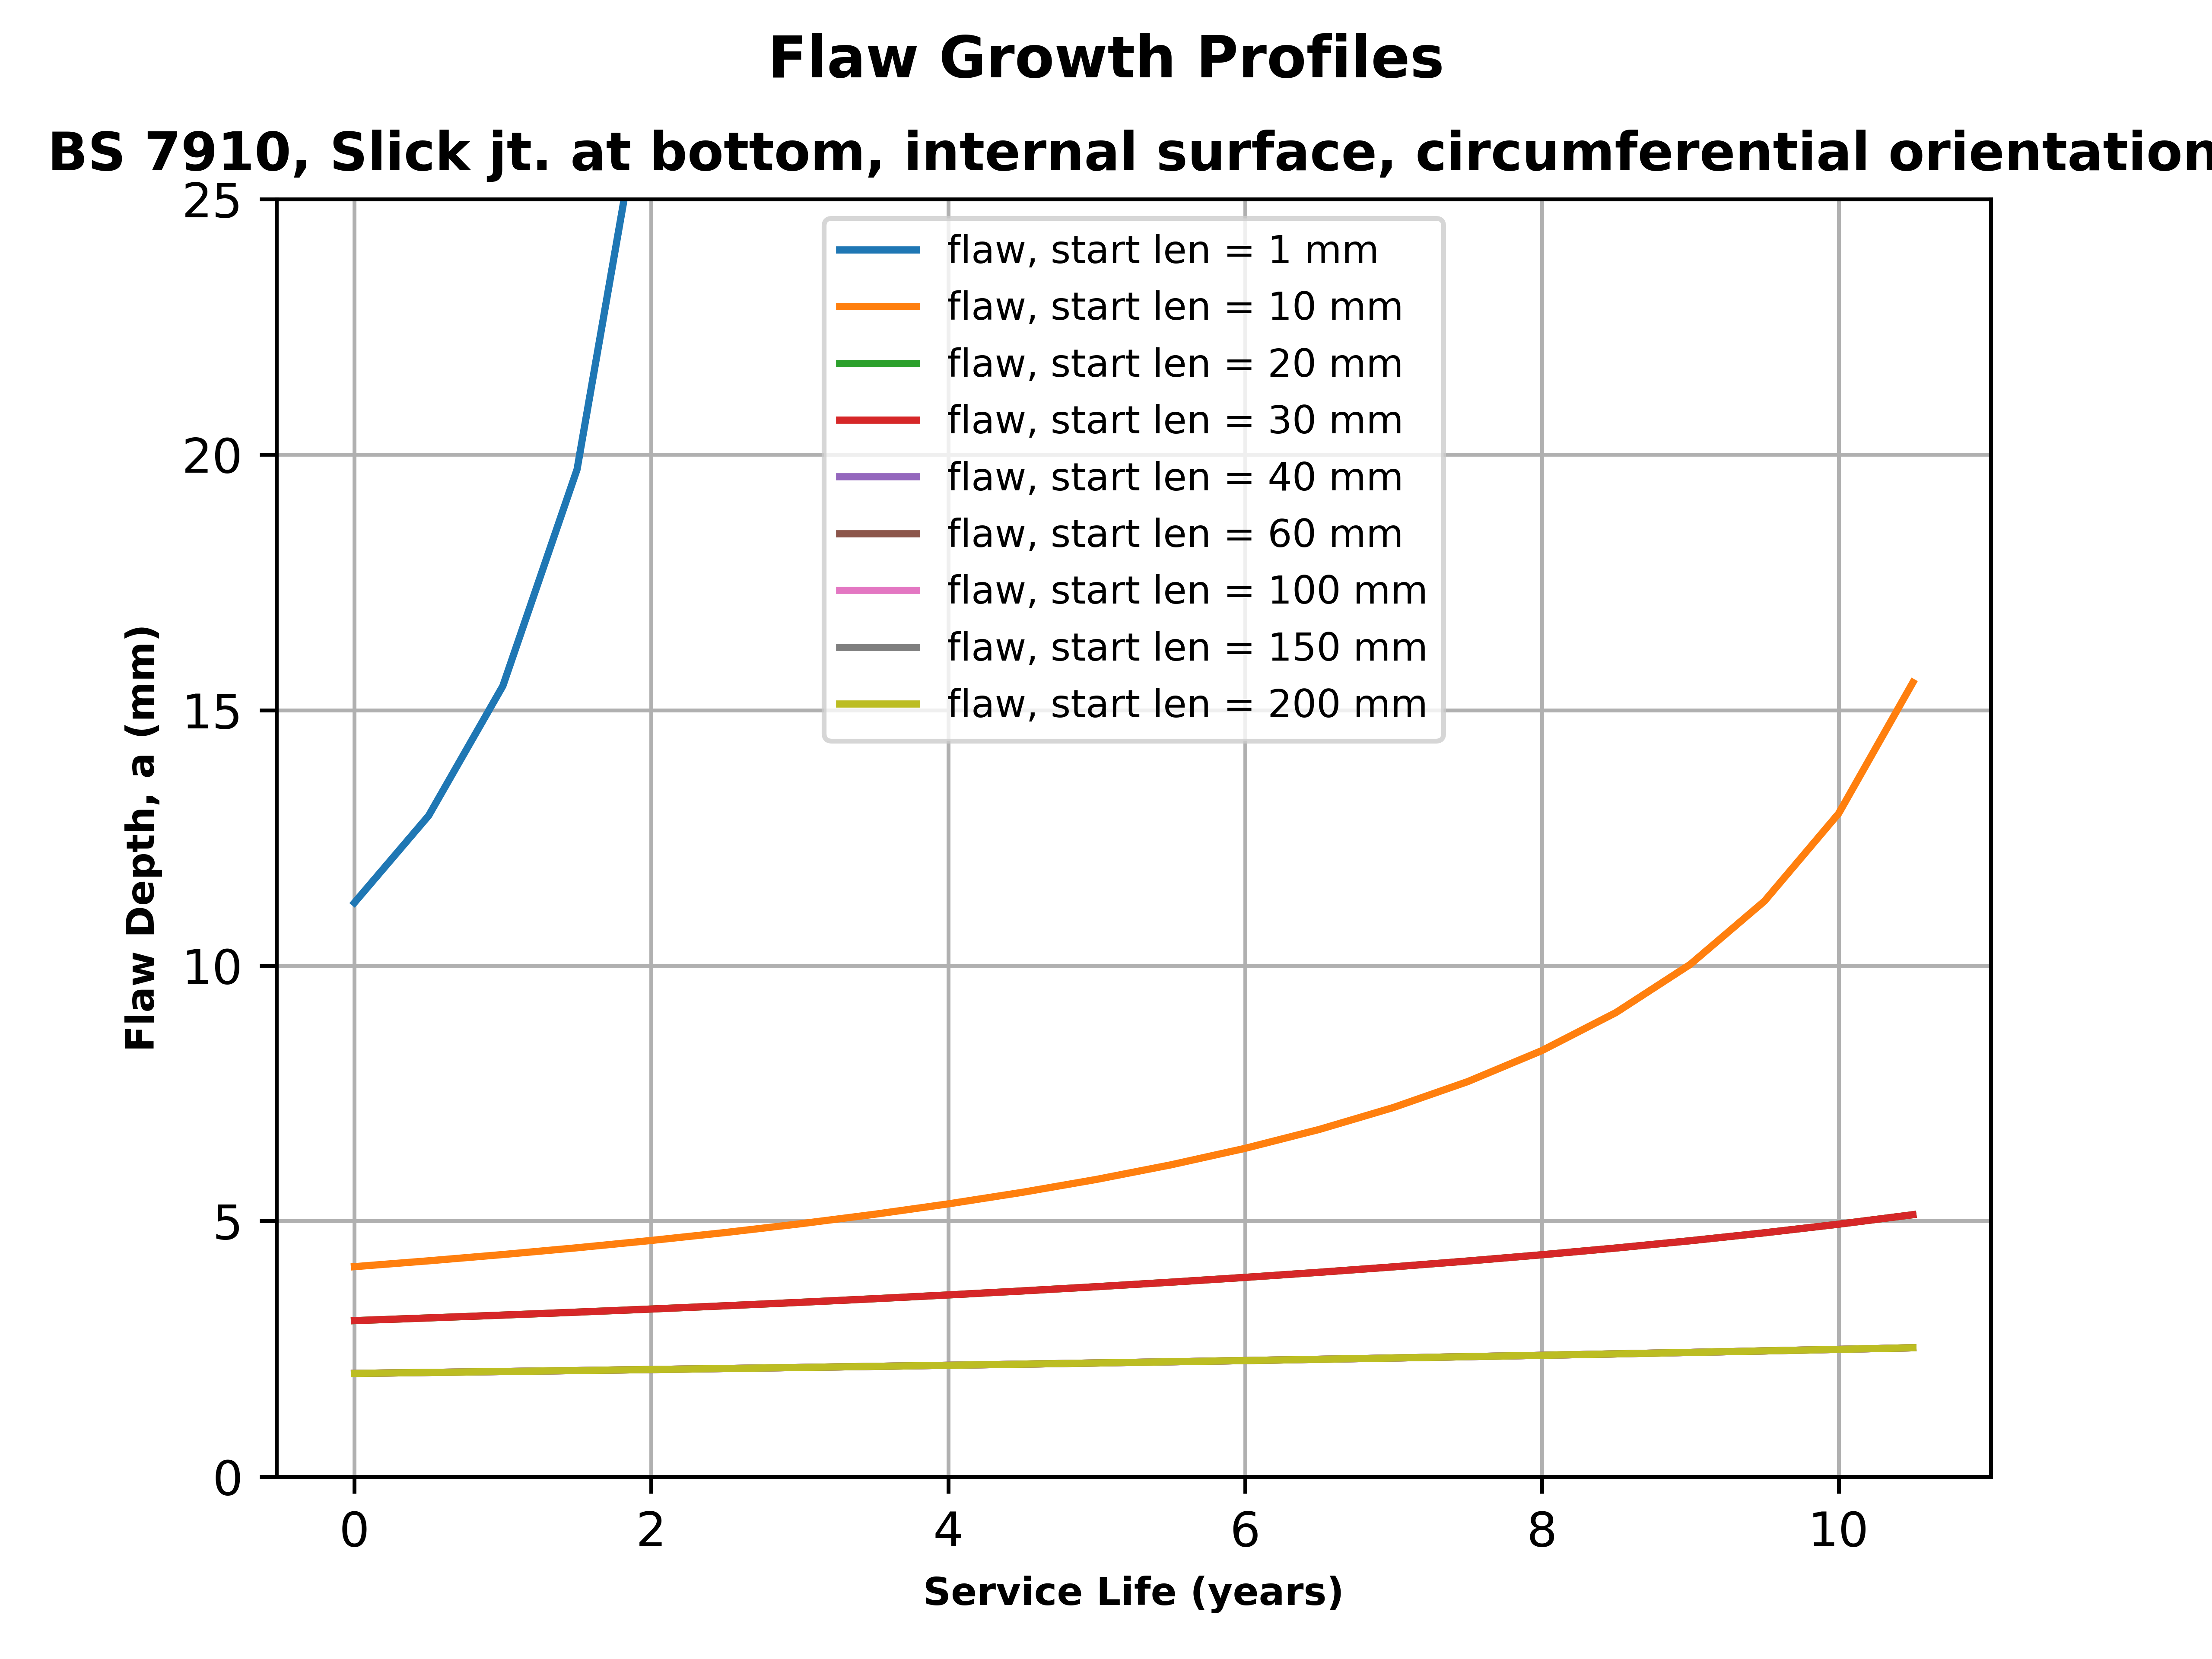 Flaw Growth Profiles
BS 7910, Slick jt. at bottom, internal surface, circumferential orientation
25
20
15
10
5
0
Flaw Depth, a (mm)
flaw, start len = 1 mm
flaw, start len = 10 mm
flaw, start len = 20 mm
flaw, start len = 30 mm
flaw, start len = 40 mm
flaw, start len = 60 mm
flaw, start len = 100 mm
flaw, start len = 150 mm
flaw, start len = 200 mm
0 2 4 6 8 10
Service Life (years)